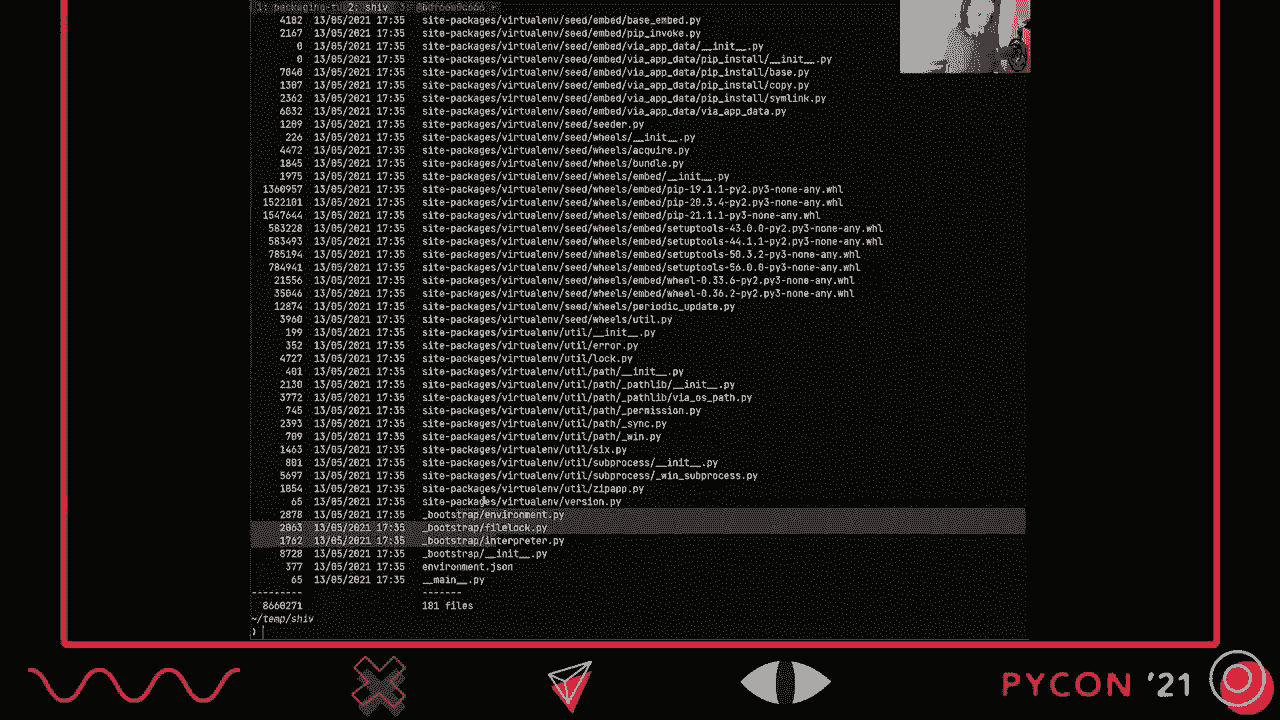 2: shiv
4182 13/05/2021 17:35 site-packages/virtualenv/seed/embed/base_embed.py
2167 13/05/2021 17:35 site-packages/virtualenv/seed/embed/pip_invoke.py
0 13/05/2021 17:35 site-packages/virtualenv/seed/embed/via_app_data/__init__.py
0 13/05/2021 17:35 site-packages/virtualenv/seed/embed/via_app_data/pip_install/__init__.py
7040 13/05/2021 17:35 site-packages/virtualenv/seed/embed/via_app_data/pip_install/base.py
1307 13/05/2021 17:35 site-packages/virtualenv/seed/embed/via_app_data/pip_install/copy.py
2362 13/05/2021 17:35 site-packages/virtualenv/seed/embed/via_app_data/pip_install/symlink.py
6032 13/05/2021 17:35 site-packages/virtualenv/seed/embed/via_app_data/via_app_data.py
1209 13/05/2021 17:35 site-packages/virtualenv/seed/seeder.py
226 13/05/2021 17:35 site-packages/virtualenv/seed/wheels/__init__.py
4472 13/05/2021 17:35 site-packages/virtualenv/seed/wheels/acquire.py
1845 13/05/2021 17:35 site-packages/virtualenv/seed/wheels/bundle.py
1975 13/05/2021 17:35 site-packages/virtualenv/seed/wheels/embed/__init__.py
1360957 13/05/2021 17:35 site-packages/virtualenv/seed/wheels/embed/pip-19.1.1-py2.py3-none-any.whl
1522101 13/05/2021 17:35 site-packages/virtualenv/seed/wheels/embed/pip-20.3.4-py2.py3-none-any.whl
1547644 13/05/2021 17:35 site-packages/virtualenv/seed/wheels/embed/pip-21.1.1-py3-none-any.whl
583228 13/05/2021 17:35 site-packages/virtualenv/seed/wheels/embed/setuptools-43.0.0-py2.py3-none-any.whl
583493 13/05/2021 17:35 site-packages/virtualenv/seed/wheels/embed/setuptools-44.1.1-py2.py3-none-any.whl
785194 13/05/2021 17:35 site-packages/virtualenv/seed/wheels/embed/setuptools-50.3.2-py3-none-any.whl
784941 13/05/2021 17:35 site-packages/virtualenv/seed/wheels/embed/setuptools-56.0.0-py3-none-any.whl
21556 13/05/2021 17:35 site-packages/virtualenv/seed/wheels/embed/wheel-0.33.6-py2.py3-none-any.whl
35046 13/05/2021 17:35 site-packages/virtualenv/seed/wheels/embed/wheel-0.36.2-py2.py3-none-any.whl
12874 13/05/2021 17:35 site-packages/virtualenv/seed/wheels/periodic_update.py
3960 13/05/2021 17:35 site-packages/virtualenv/seed/wheels/util.py
199 13/05/2021 17:35 site-packages/virtualenv/util/__init__.py
352 13/05/2021 17:35 site-packages/virtualenv/util/error.py
4727 13/05/2021 17:35 site-packages/virtualenv/util/lock.py
401 13/05/2021 17:35 site-packages/virtualenv/util/path/__init__.py
2130 13/05/2021 17:35 site-packages/virtualenv/util/path/_pathlib/__init__.py
3772 13/05/2021 17:35 site-packages/virtualenv/util/path/_pathlib/via_os_path.py
745 13/05/2021 17:35 site-packages/virtualenv/util/path/_permission.py
2393 13/05/2021 17:35 site-packages/virtualenv/util/path/_sync.py
709 13/05/2021 17:35 site-packages/virtualenv/util/path/_win.py
1463 13/05/2021 17:35 site-packages/virtualenv/util/six.py
801 13/05/2021 17:35 site-packages/virtualenv/util/subprocess/__init__.py
5697 13/05/2021 17:35 site-packages/virtualenv/util/subprocess/_win_subprocess.py
1054 13/05/2021 17:35 site-packages/virtualenv/util/zipapp.py
65 13/05/2021 17:35 site-packages/virtualenv/version.py
2878 13/05/2021 17:35 _bootstrap/environment.py
2063 13/05/2021 17:35 _bootstrap/filelock.py
1762 13/05/2021 17:35 _bootstrap/interpreter.py
8728 13/05/2021 17:35 _bootstrap/__init__.py
377 13/05/2021 17:35 environment.json
65 13/05/2021 17:35 __main__.py
--------- -------
8660271 181 files
~/temp/shiv
)
PYCON '21